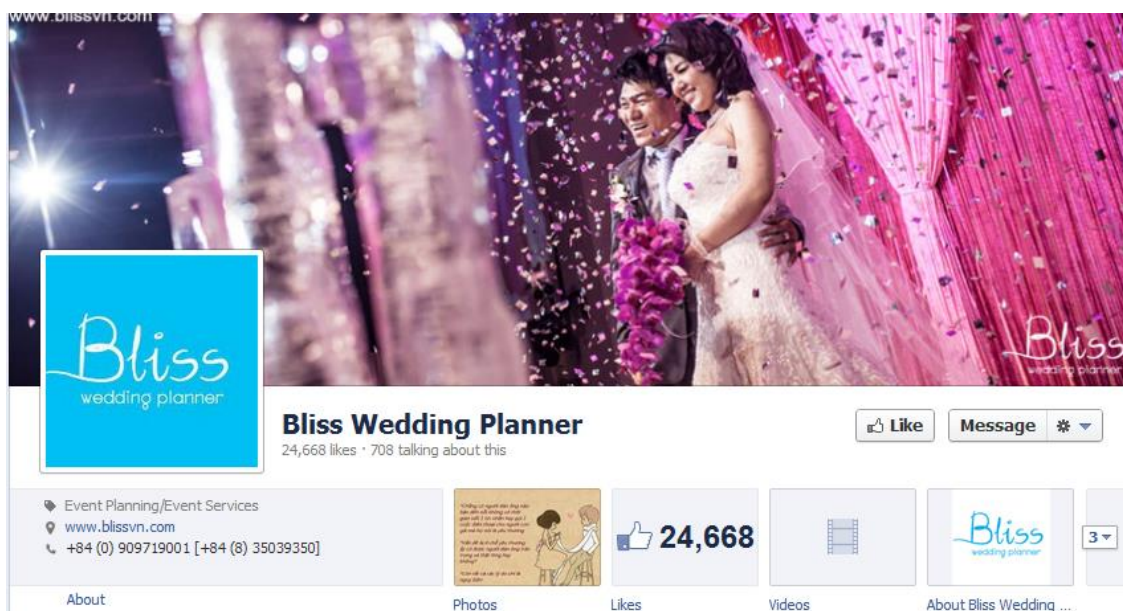 www.blissvn.com
Bliss
wedding planner
Bliss
wedding planner
Bliss Wedding Planner
24,668 likes · 708 talking about this
Like
Message
Event Planning/Event Services
www.blissvn.com
+84 (0) 909719001 [+84 (8) 35039350]
24,668
Bliss
wedding planner
3
About
Photos
Likes
Videos
About Bliss Wedding ...